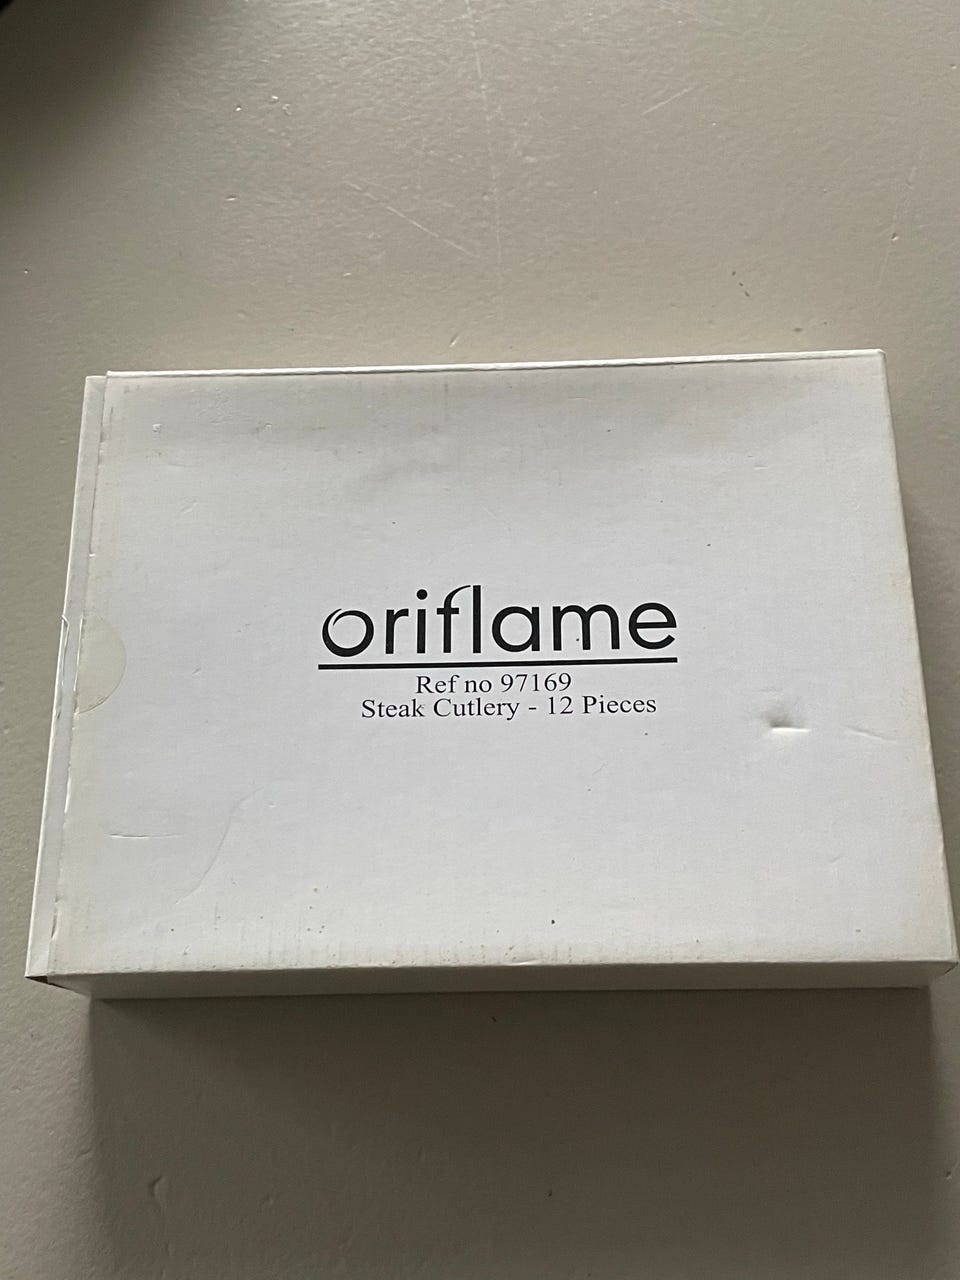 oriflame
Ref no 97169
Steak Cutlery - 12 Pieces